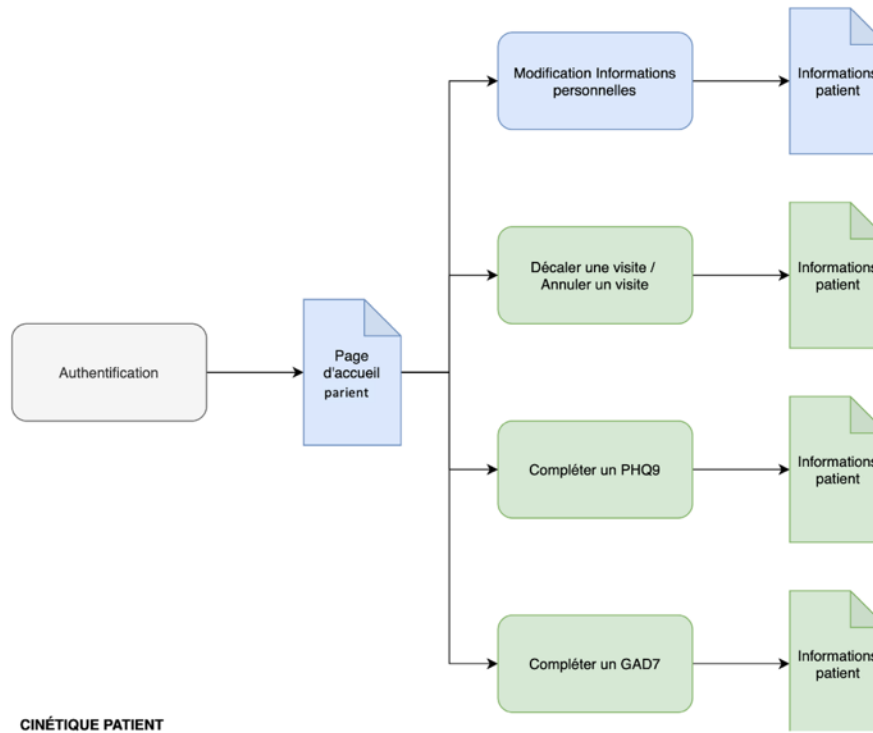 Modification Informations
personnelles
Informations
patient
Décaler une visite /
Annuler un visite
Informations
patient
Authentification
Page
d'accueil
parient
Compléter un PHQ9
Informations
patient
Compléter un GAD7
Informations
patient
CINÉTIQUE PATIENT